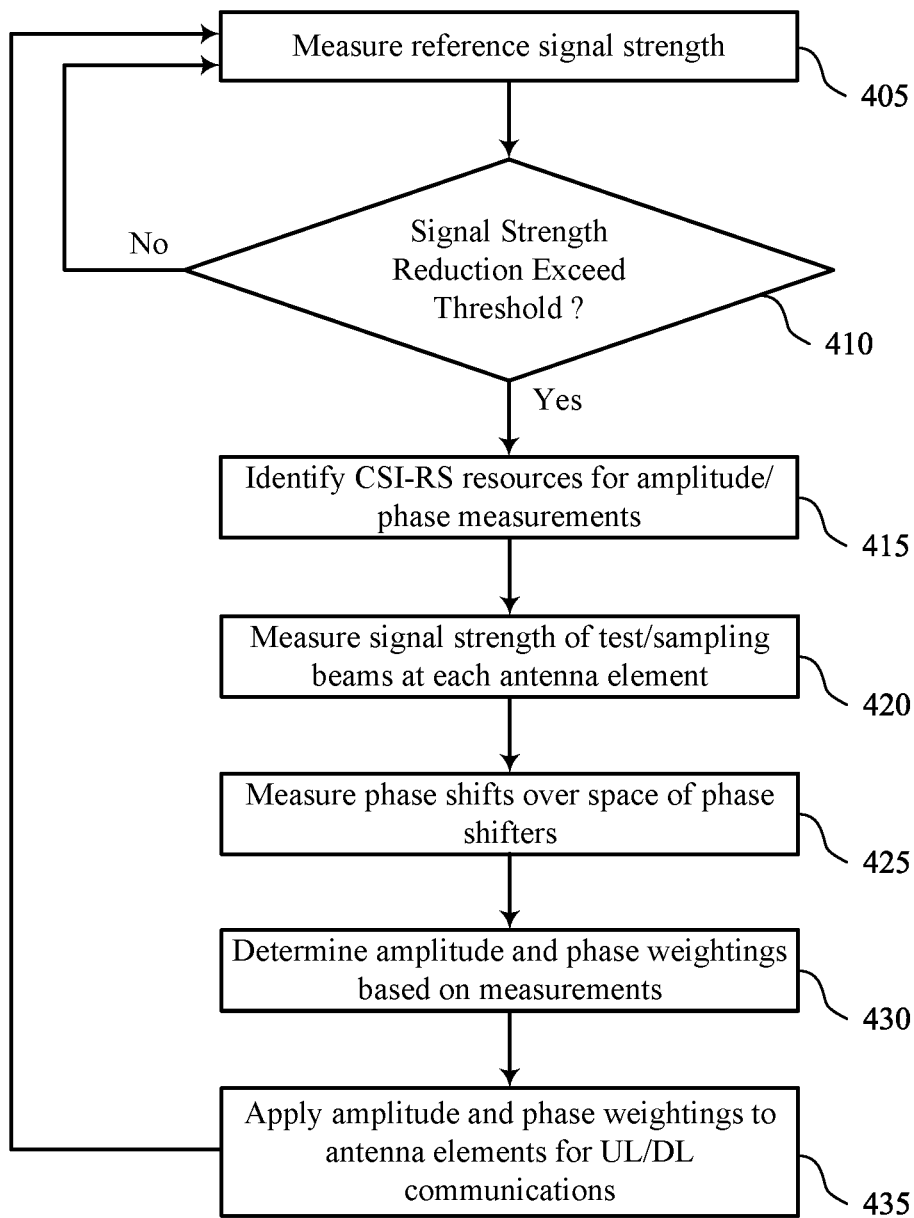 Measure reference signal strength
405
Signal Strength
Reduction Exceed
Threshold ?
No
410
Yes
Identify CSI-RS resources for amplitude/
phase measurements
415
Measure signal strength of test/sampling
beams at each antenna element
420
Measure phase shifts over space of phase
shifters
425
Determine amplitude and phase weightings
based on measurements
430
Apply amplitude and phase weightings to
antenna elements for UL/DL
communications
435